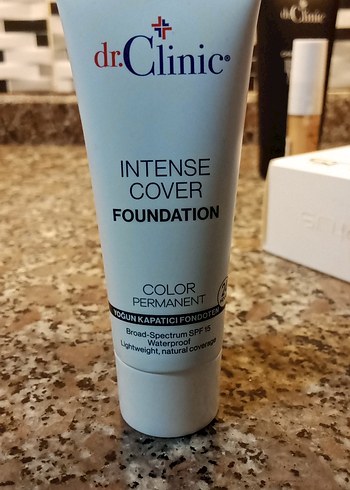 dr.Clinic®
INTENSE
COVER
FOUNDATION
COLOR
PERMANENT
YOĞUN KAPATICI FONDÖTEN
Broad-Spectrum SPF 15
Waterproof
Lightweight, natural coverage